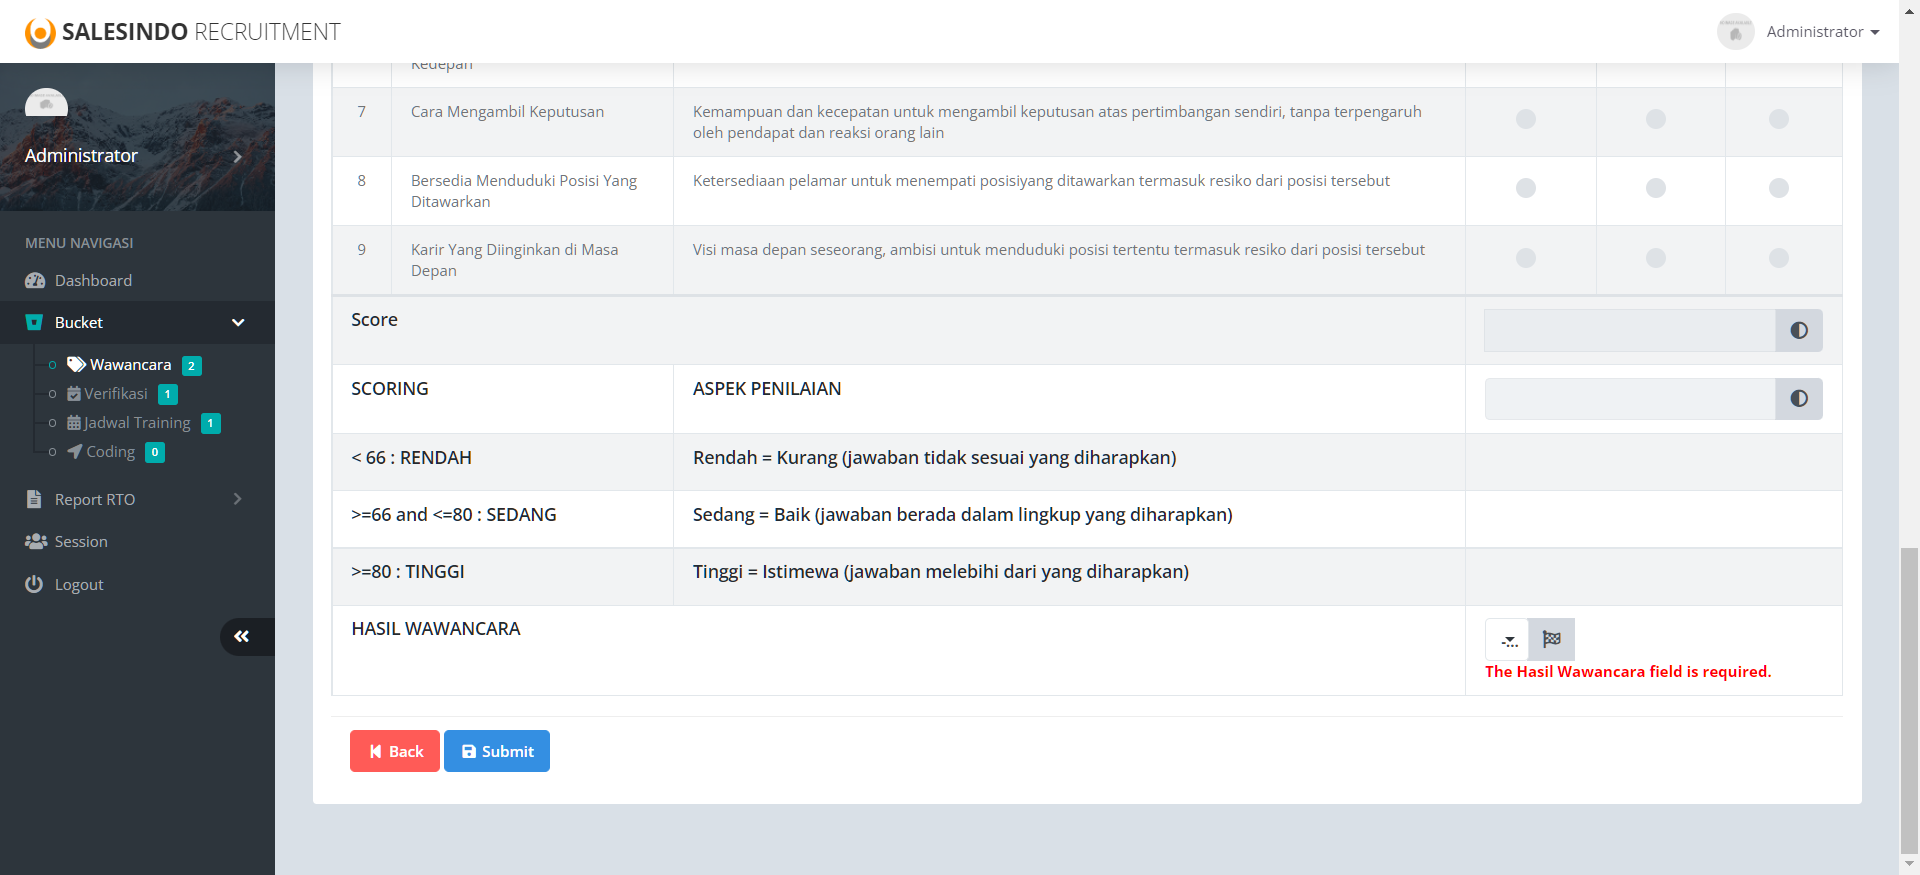 SALESINDO RECRUITMENT
Administrator
Administrator
MENU NAVIGASI
Dashboard
Bucket
Wawancara 2
Verifikasi 1
Jadwal Training 1
Coding 0
Report RTO
Session
Logout
Kedepan
7 Cara Mengambil Keputusan
Kemampuan dan kecepatan untuk mengambil keputusan atas pertimbangan sendiri, tanpa terpengaruh
oleh pendapat dan reaksi orang lain
8 Bersedia Menduduki Posisi Yang
Ditawarkan
Ketersediaan pelamar untuk menempati posisiyang ditawarkan termasuk resiko dari posisi tersebut
9 Karir Yang Diinginkan di Masa
Depan
Visi masa depan seseorang, ambisi untuk menduduki posisi tertentu termasuk resiko dari posisi tersebut
Score
SCORING ASPEK PENILAIAN
< 66 : RENDAH Rendah = Kurang (jawaban tidak sesuai yang diharapkan)
>=66 and <=80 : SEDANG Sedang = Baik (jawaban berada dalam lingkup yang diharapkan)
>=80 : TINGGI Tinggi = Istimewa (jawaban melebihi dari yang diharapkan)
HASIL WAWANCARA
-...
The Hasil Wawancara field is required.
Back Submit